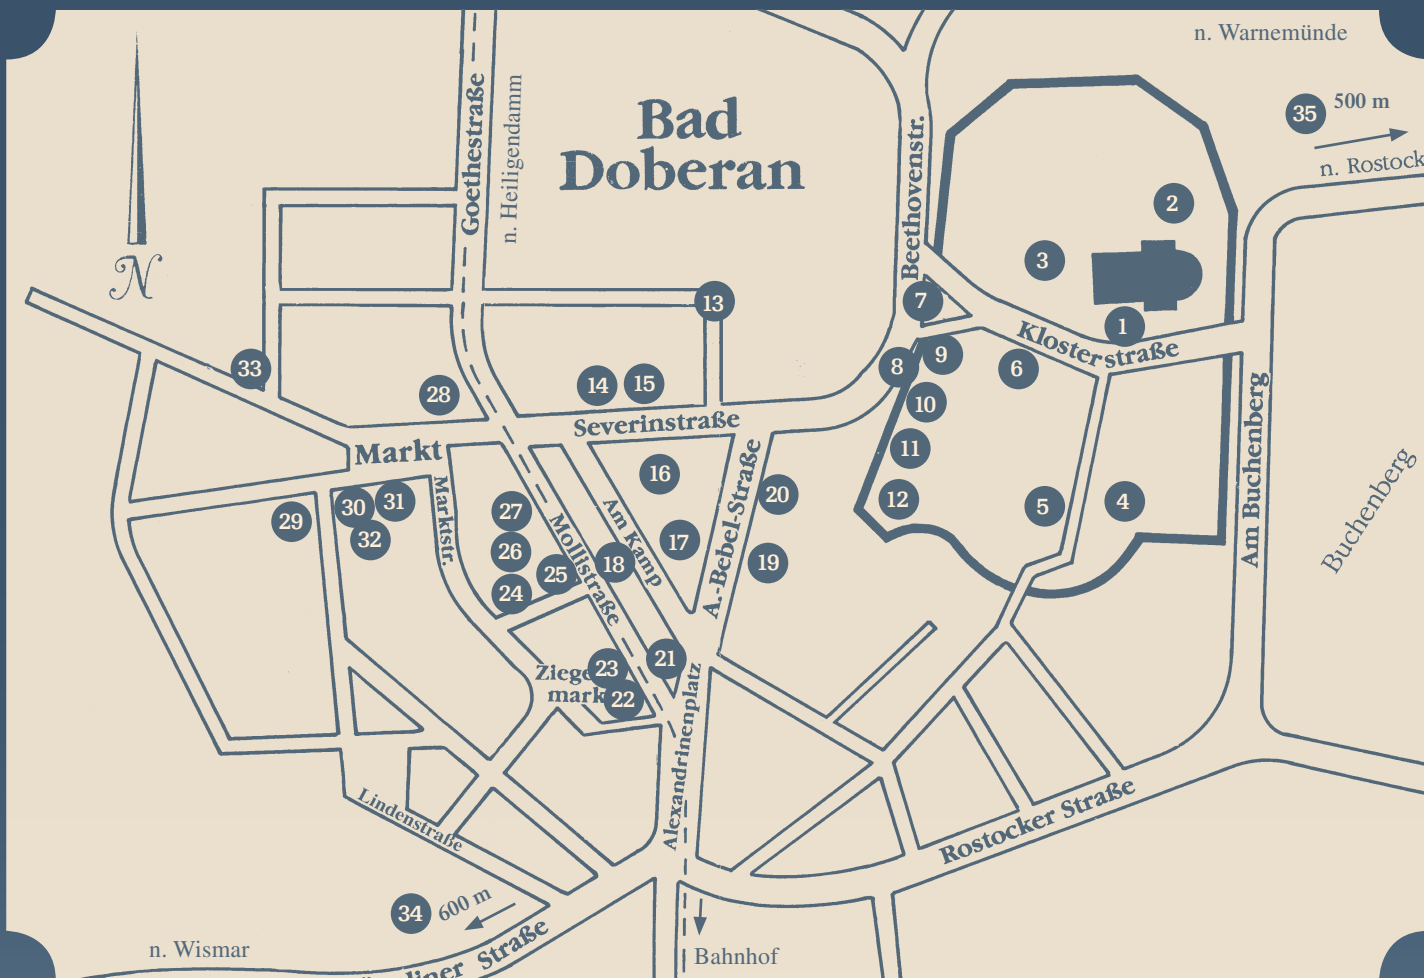 n. Warnemünde
35
500 m
n. Rostock
Bad
Doberan
Goethestraße
n. Heiligendamm
Beethovenstr.
N
2
3
13
7
1
Klosterstraße
33
28
14
15
8
9
6
10
Severinstraße
Markt
Am Buchenberg
Buchenberg
11
16
20
12
5
4
29
30
31
32
Marktstr.
27
26
25
24
Mollistraße
Am Kamp
18
17
A.-Bebel-Straße
19
23
21
22
Alexandrinenplatz
Lindenstraße
Rostocker Straße
34
600 m
Straße
n. Wismar
Bahnhof